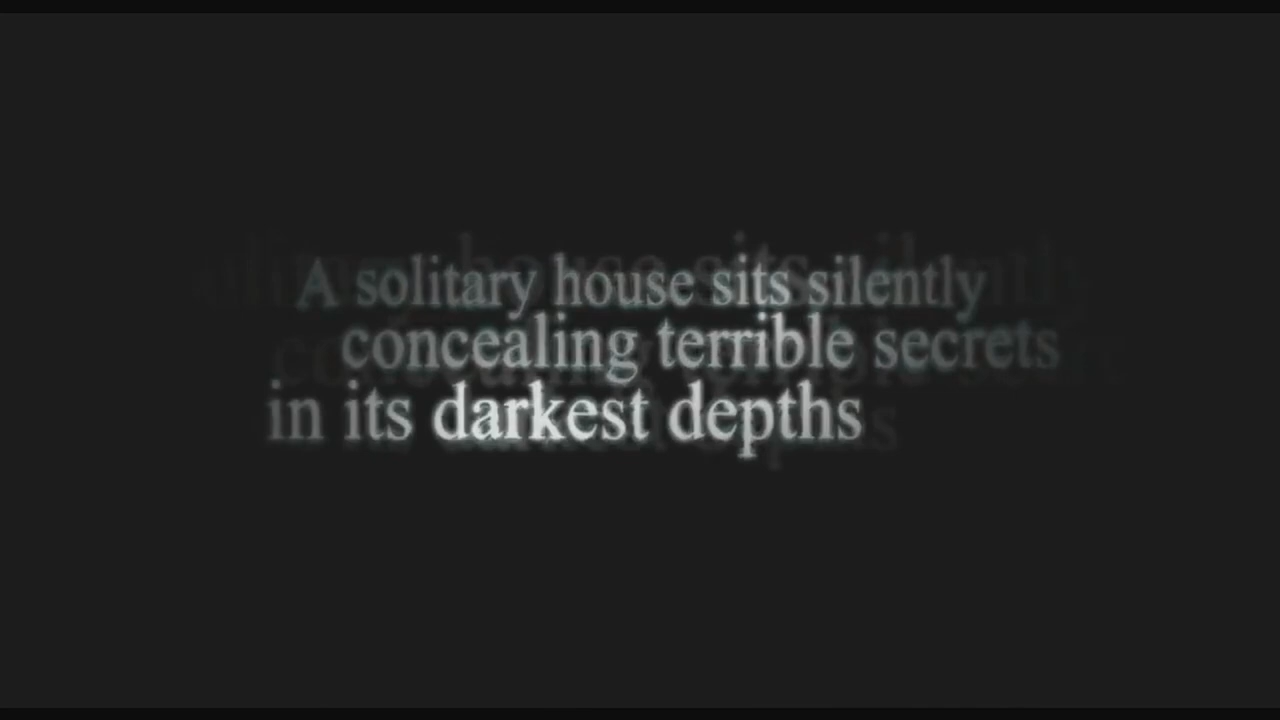 A solitary house sits silently
concealing terrible secrets
in its darkest depths